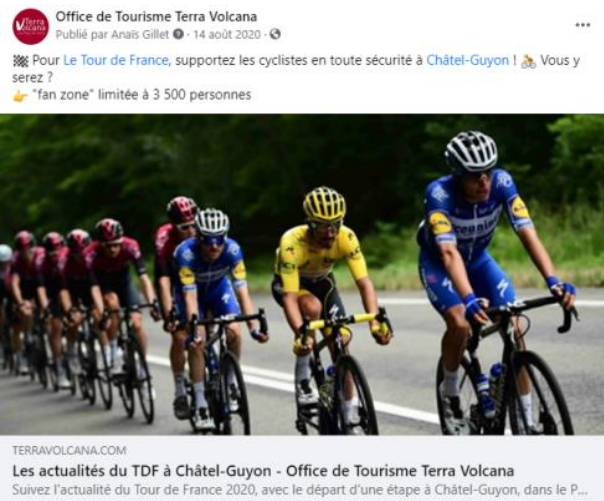 Terra Volcana
Office de Tourisme Terra Volcana
Publié par Anaïs Gillet · 14 août 2020 ·
🏁 Pour Le Tour de France, supportez les cyclistes en toute sécurité à Châtel-Guyon ! 🚴 Vous y
serez ?
👉 "fan zone" limitée à 3 500 personnes
TERRAVOLCANA.COM
Les actualités du TDF à Châtel-Guyon - Office de Tourisme Terra Volcana
Suivez l'actualité du Tour de France 2020, avec le départ d'une étape à Châtel-Guyon, dans le P...